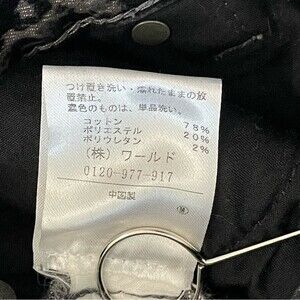 つけ置き洗い・濡れたままの放
置禁止。
濃色のものは、単品洗い。
コットン 78%
ポリエステル 20%
ポリウレタン 2%
(株) ワールド
0120-977-917
中国製
M